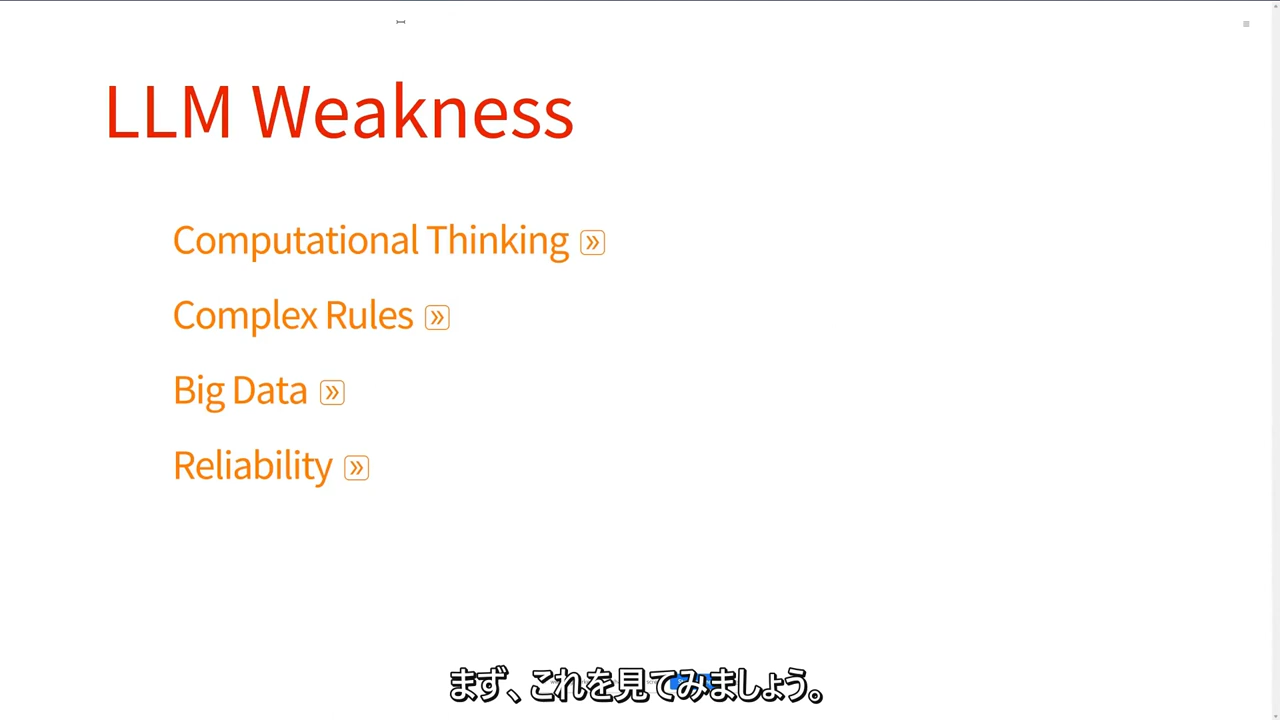 LLM Weakness
Computational Thinking »
Complex Rules »
Big Data »
Reliability »
まず、これを見てみましょう。